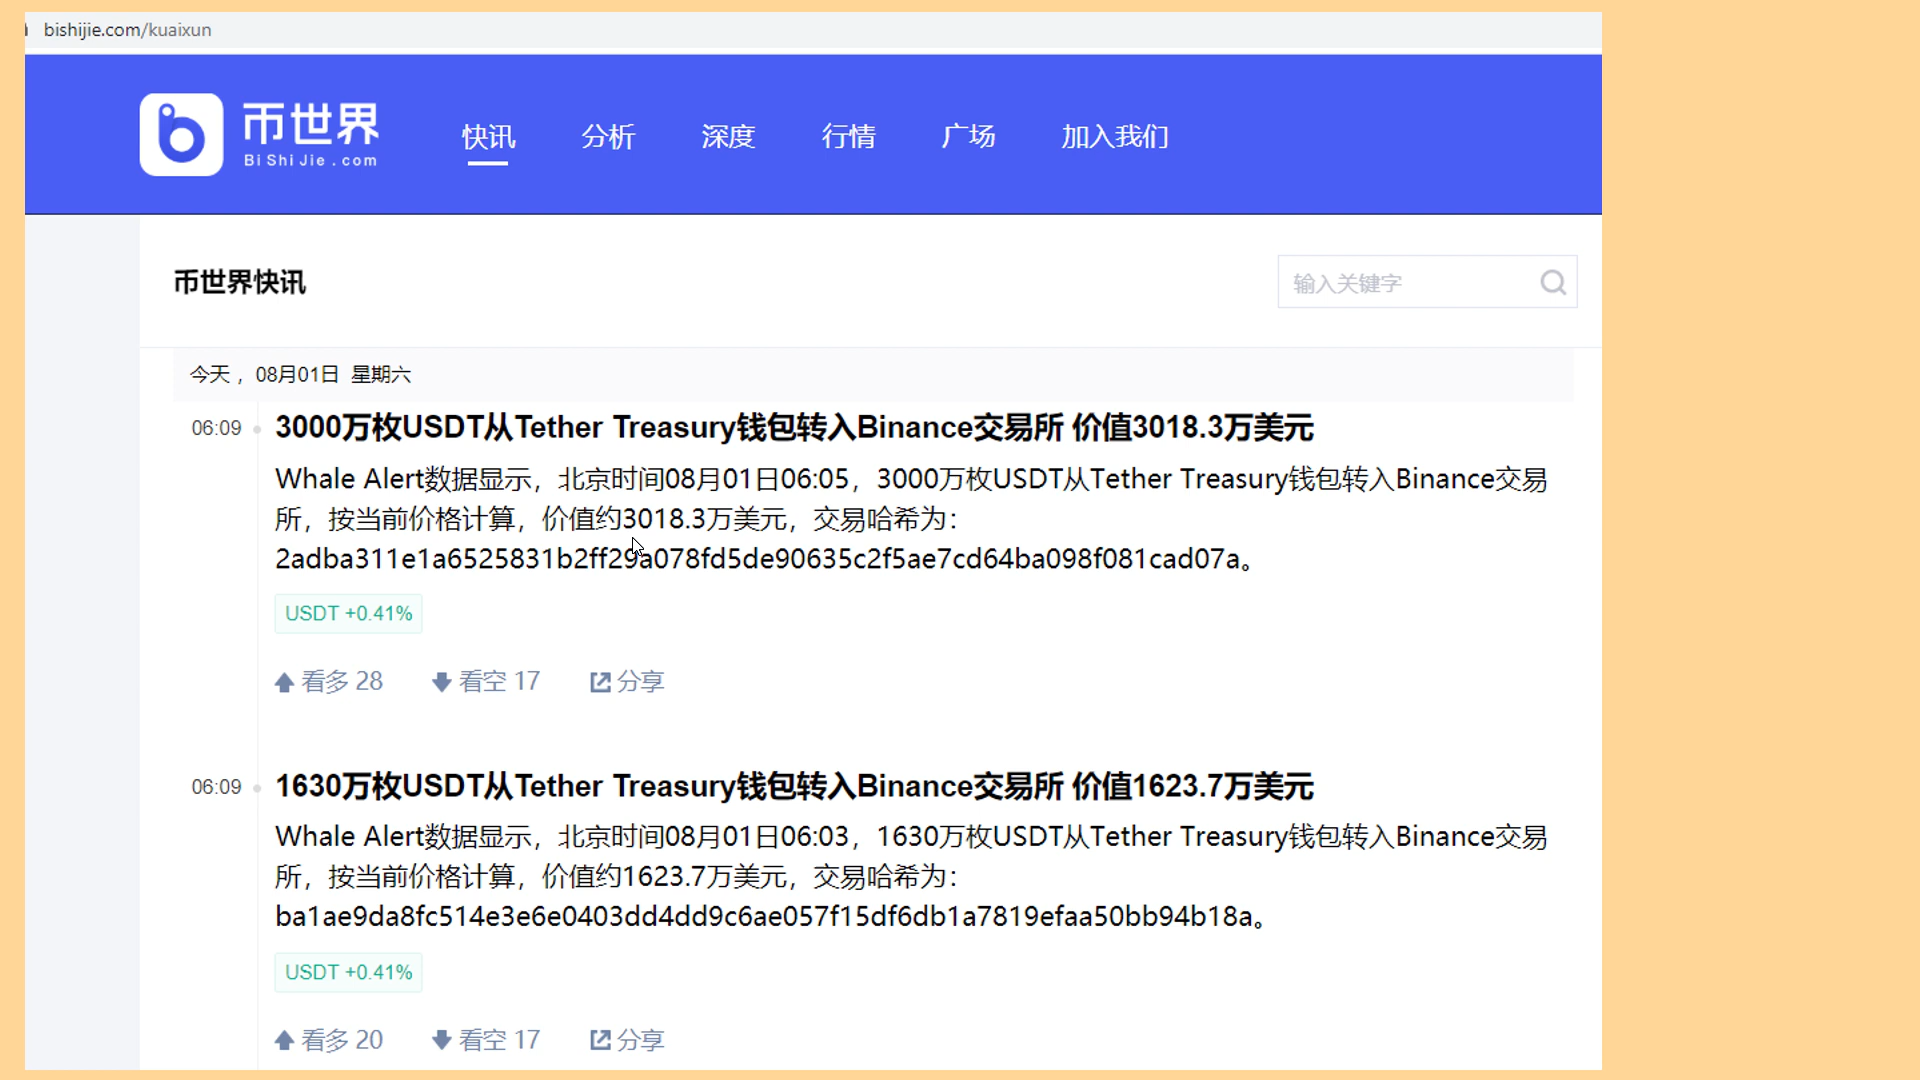 bishijie.com/kuaixun
币世界
BiShiJie.com
快讯 分析 深度 行情 广场 加入我们
币世界快讯
输入关键字
今天 ，08月01日 星期六
06:09
3000万枚USDT从Tether Treasury钱包转入Binance交易所 价值3018.3万美元
Whale Alert数据显示，北京时间08月01日06:05，3000万枚USDT从Tether Treasury钱包转入Binance交易
所，按当前价格计算，价值约3018.3万美元，交易哈希为：
2adba311e1a6525831b2ff29a078fd5de90635c2f5ae7cd64ba098f081cad07a。
USDT +0.41%
看多 28 看空 17 分享
06:09
1630万枚USDT从Tether Treasury钱包转入Binance交易所 价值1623.7万美元
Whale Alert数据显示，北京时间08月01日06:03，1630万枚USDT从Tether Treasury钱包转入Binance交易
所，按当前价格计算，价值约1623.7万美元，交易哈希为：
ba1ae9da8fc514e3e6e0403dd4dd9c6ae057f15df6db1a7819efaa50bb94b18a。
USDT +0.41%
看多 20 看空 17 分享